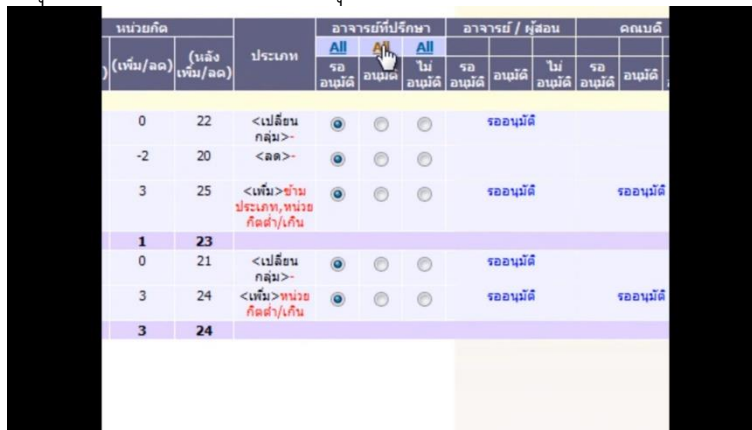 หน่วยกิต อาจารย์ที่ปรึกษา อาจารย์ / ผู้สอน คณบดี
(เพิ่ม/ลด) (หลังเพิ่ม/ลด) ประเภท All All All
รออนุมัติ อนุมัติ ไม่อนุมัติ รออนุมัติ อนุมัติ ไม่อนุมัติ รออนุมัติ อนุมัติ
0 22 <เปลี่ยน รออนุมัติ
กลุ่ม>-
-2 20 <ลด>-
3 25 <เพิ่ม>ข้าม รออนุมัติ รออนุมัติ
ประเภท,หน่วย
กิตต่ำ/เกิน
1 23
0 21 <เปลี่ยน รออนุมัติ
กลุ่ม>-
3 24 <เพิ่ม>หน่วย รออนุมัติ รออนุมัติ
กิตต่ำ/เกิน
3 24